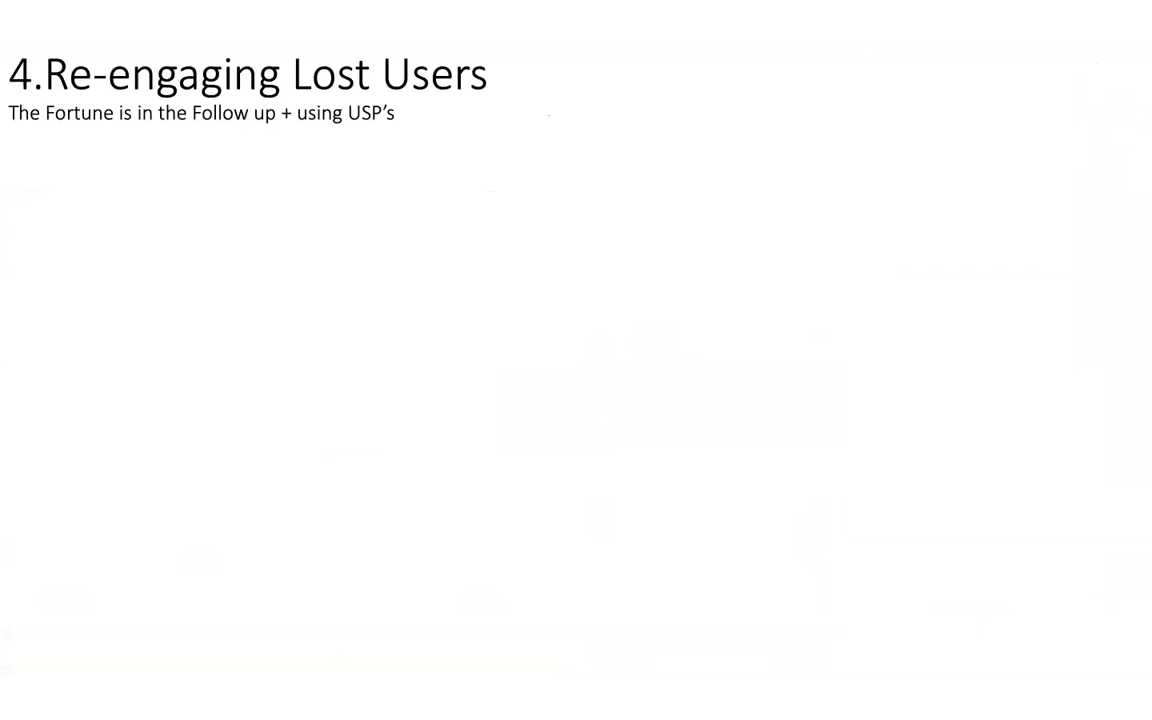 4.Re-engaging Lost Users
The Fortune is in the Follow up + using USP’s